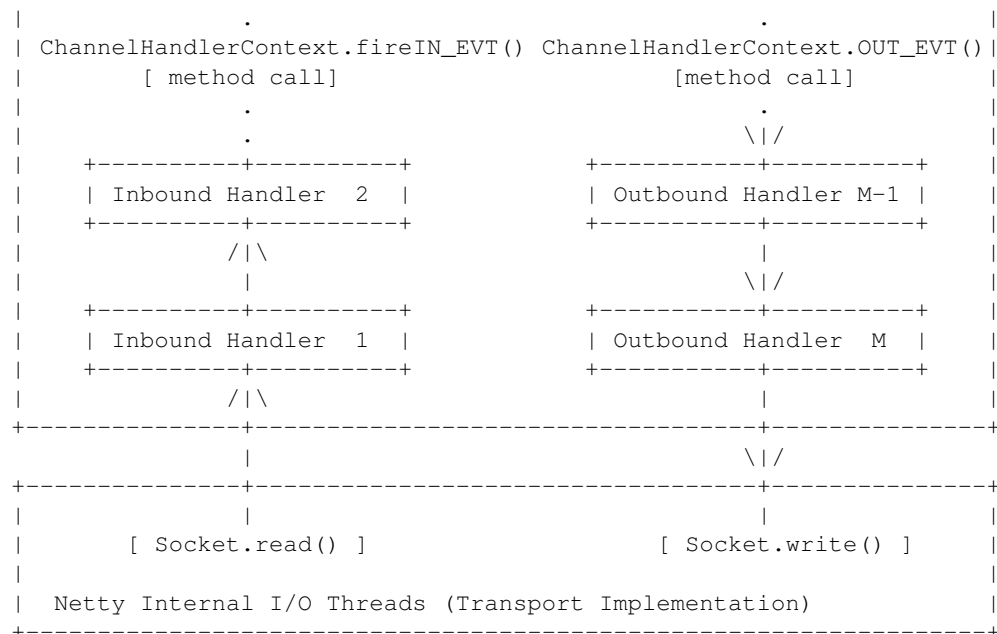 ChannelHandlerContext.fireIN_EVT() ChannelHandlerContext.OUT_EVT()
[ method call] [method call]
Inbound Handler 2 Outbound Handler M-1
Inbound Handler 1 Outbound Handler M
[ Socket.read() ] [ Socket.write() ]
Netty Internal I/O Threads (Transport Implementation)